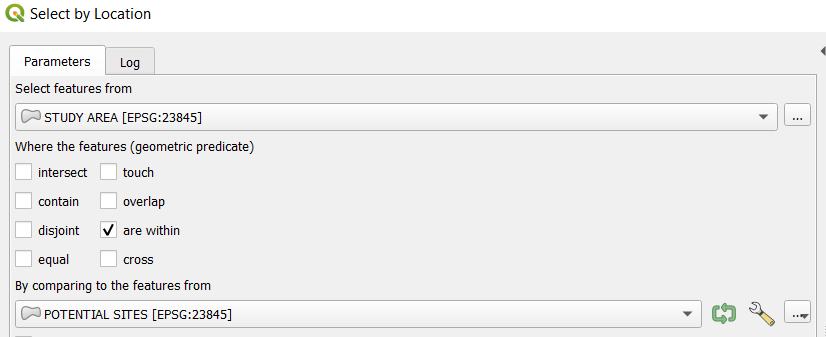 Select by Location
Parameters Log
Select features from
STUDY AREA [EPSG:23845]
...
Where the features (geometric predicate)
intersect touch
contain overlap
disjoint are within
equal cross
By comparing to the features from
POTENTIAL SITES [EPSG:23845]
...